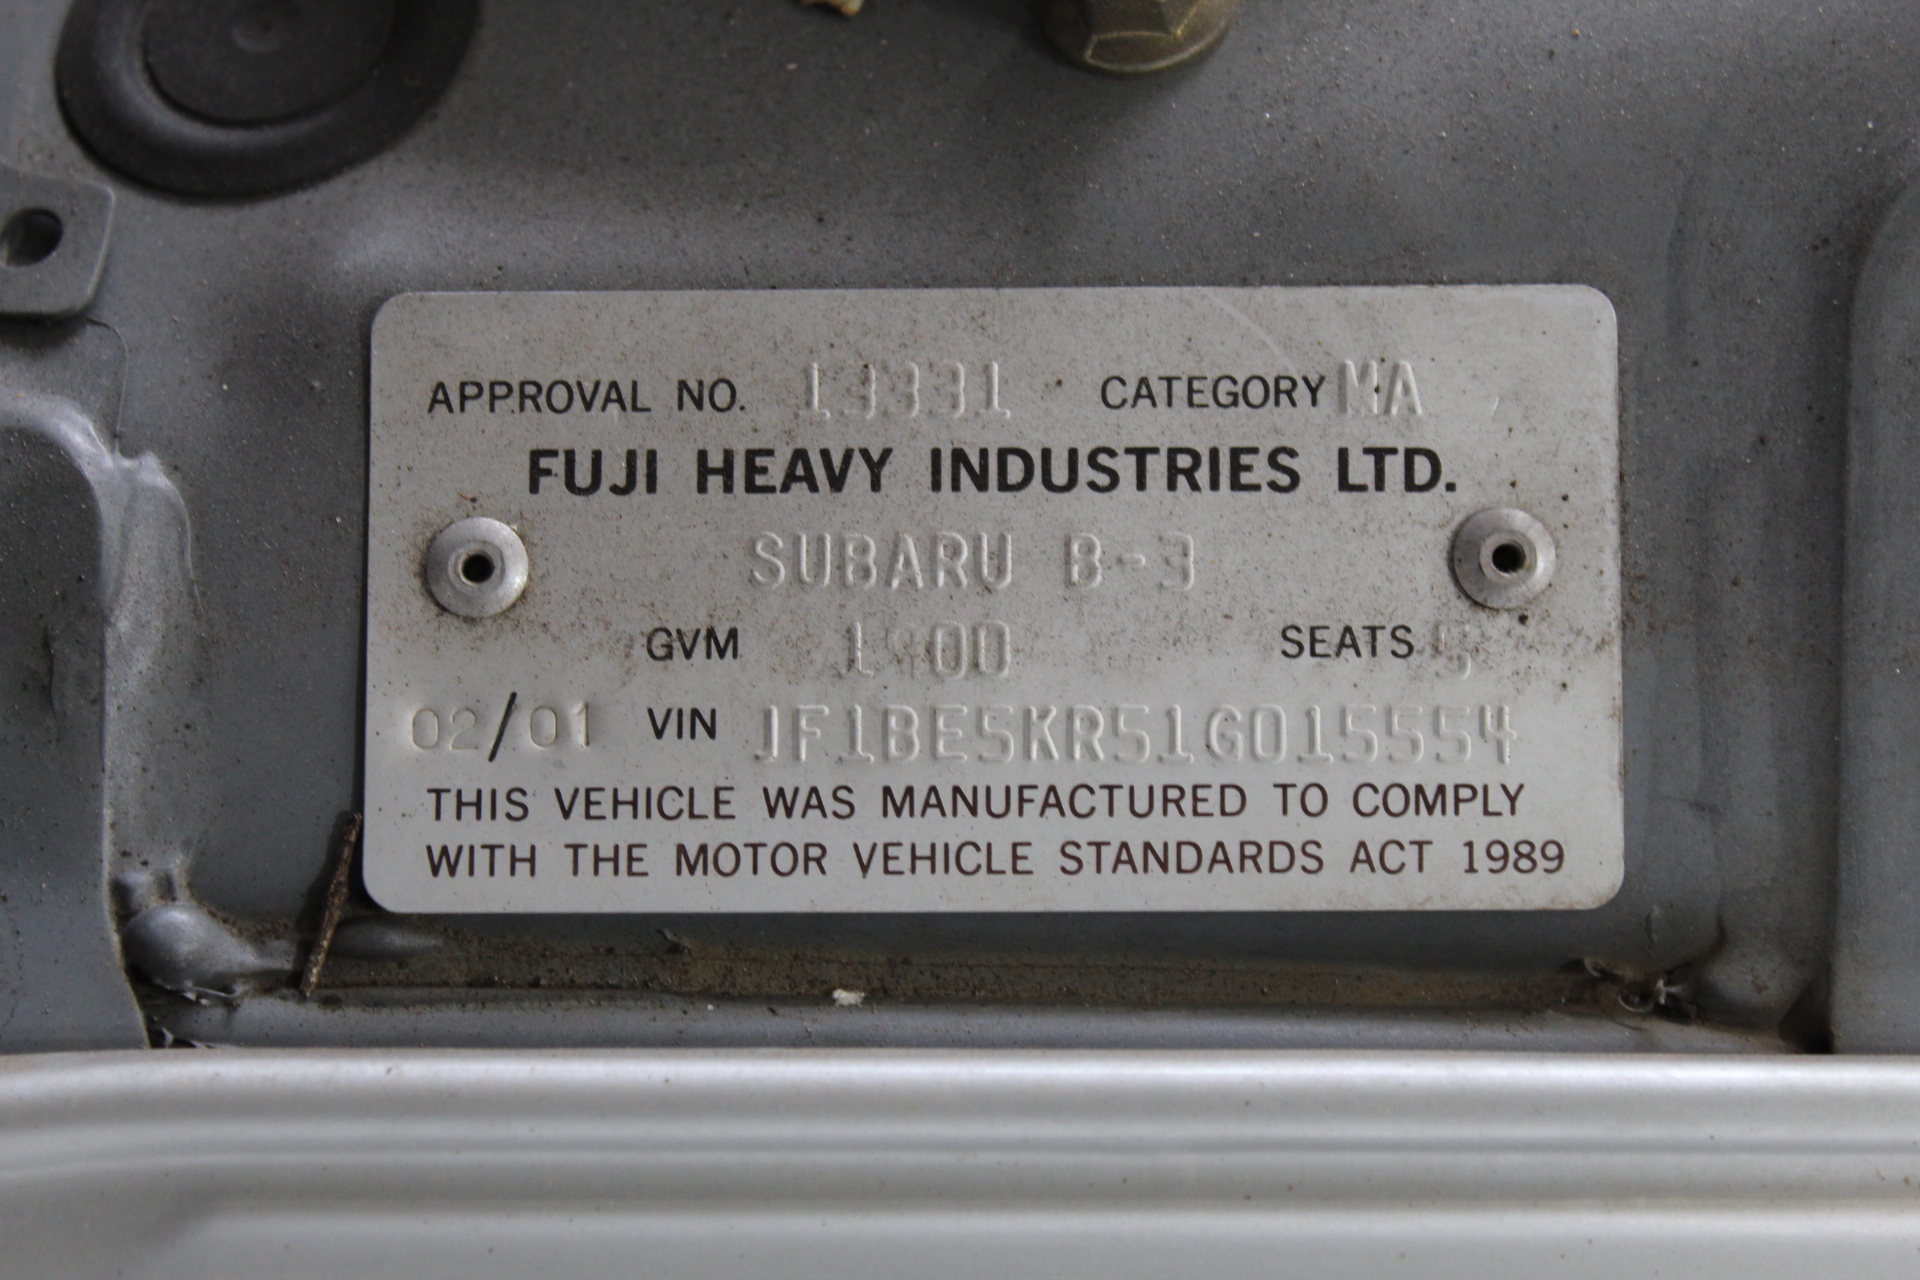 APPROVAL NO. 13331 CATEGORY MA
FUJI HEAVY INDUSTRIES LTD.
SUBARU B-3
GVM 1900 SEATS 5
02/01 VIN JF1BE5KR51G015554
THIS VEHICLE WAS MANUFACTURED TO COMPLY
WITH THE MOTOR VEHICLE STANDARDS ACT 1989